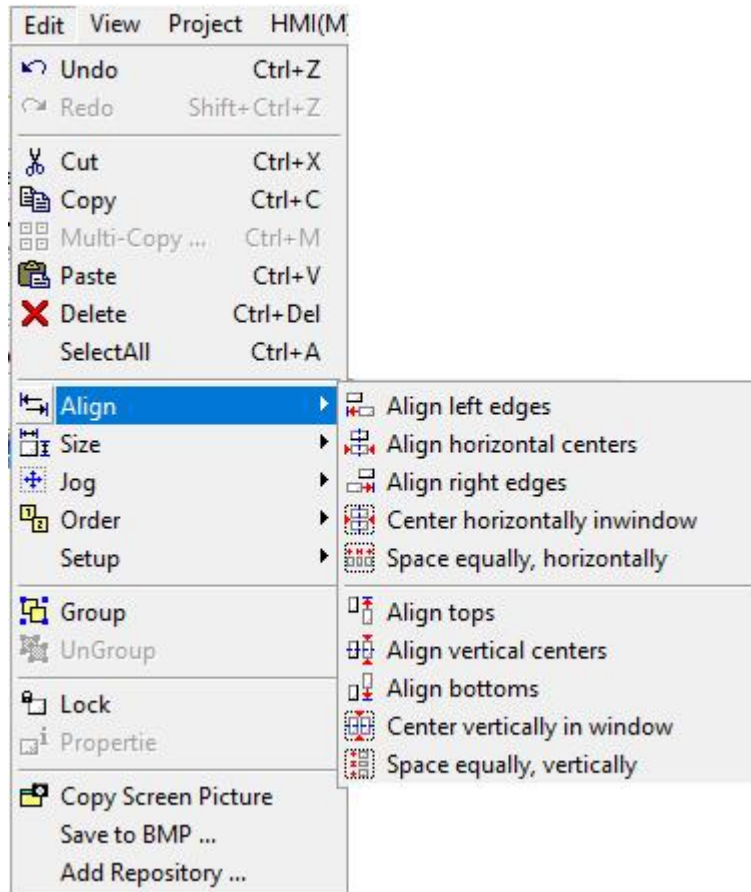 Edit View Project HMI(M
Undo Ctrl+Z
Redo Shift+Ctrl+Z
Cut Ctrl+X
Copy Ctrl+C
Multi-Copy ... Ctrl+M
Paste Ctrl+V
Delete Ctrl+Del
SelectAll Ctrl+A
Align
Size
Jog
Order
Setup
Group
UnGroup
Lock
Propertie
Copy Screen Picture
Save to BMP ...
Add Repository ...
Align left edges
Align horizontal centers
Align right edges
Center horizontally inwindow
Space equally, horizontally
Align tops
Align vertical centers
Align bottoms
Center vertically in window
Space equally, vertically